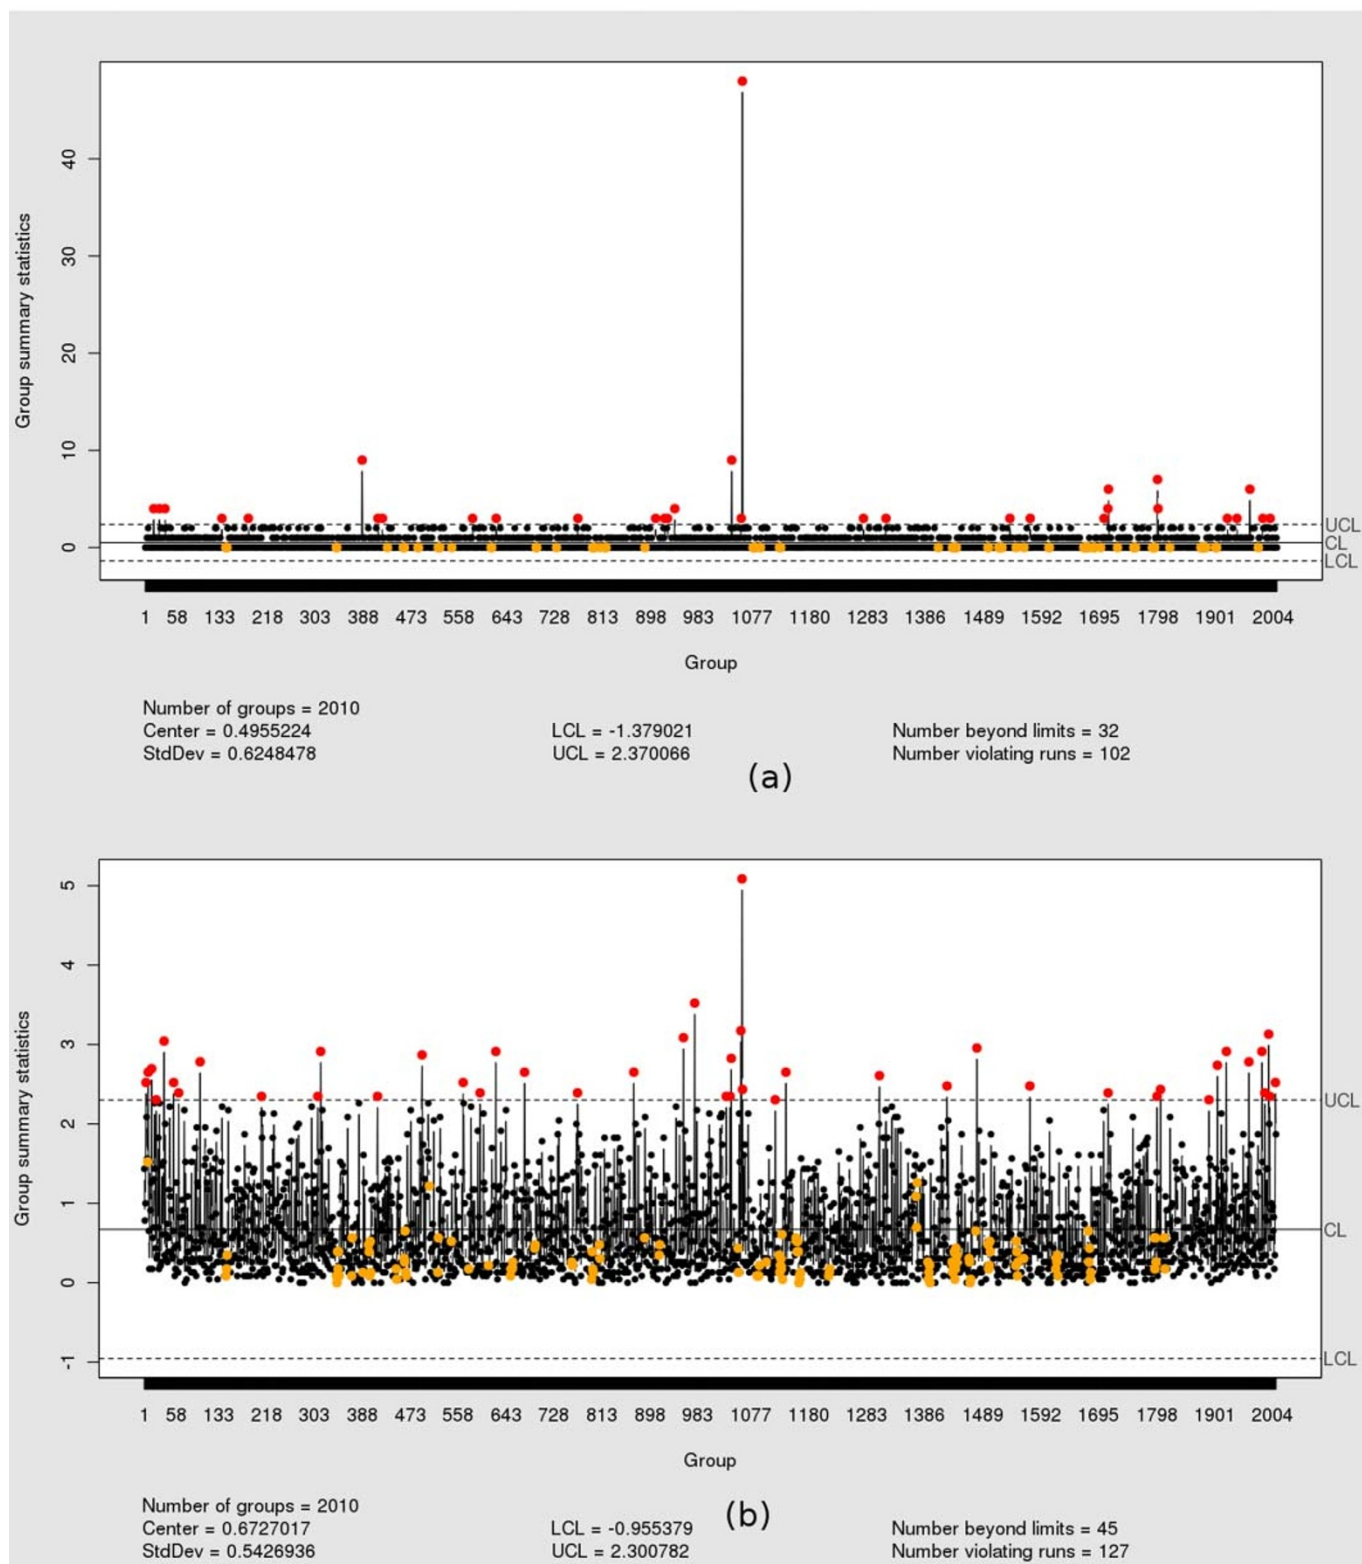 Group summary statistics
40
30
20
10
0
UCL
CL
LCL
1 58 133 218 303 388 473 558 643 728 813 898 983 1077 1180 1283 1386 1489 1592 1695 1798 1901 2004
Group
Number of groups = 2010
Center = 0.4955224 LCL = -1.379021 Number beyond limits = 32
StdDev = 0.6248478 UCL = 2.370066 Number violating runs = 102
(a)
Group summary statistics
5
4
3
2
1
0
-1
UCL
CL
LCL
1 58 133 218 303 388 473 558 643 728 813 898 983 1077 1180 1283 1386 1489 1592 1695 1798 1901 2004
Group
Number of groups = 2010
(b)
Center = 0.6727017 LCL = -0.955379 Number beyond limits = 45
StdDev = 0.5426936 UCL = 2.300782 Number violating runs = 127